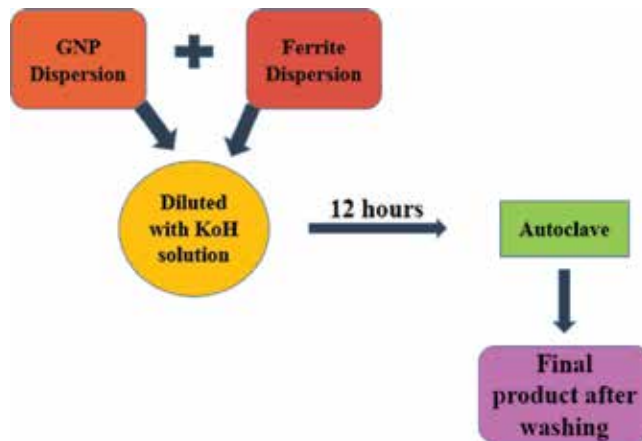 GNP
Dispersion
+
Ferrite
Dispersion
Diluted
with KoH
solution
12 hours
Autoclave
Final
product after
washing